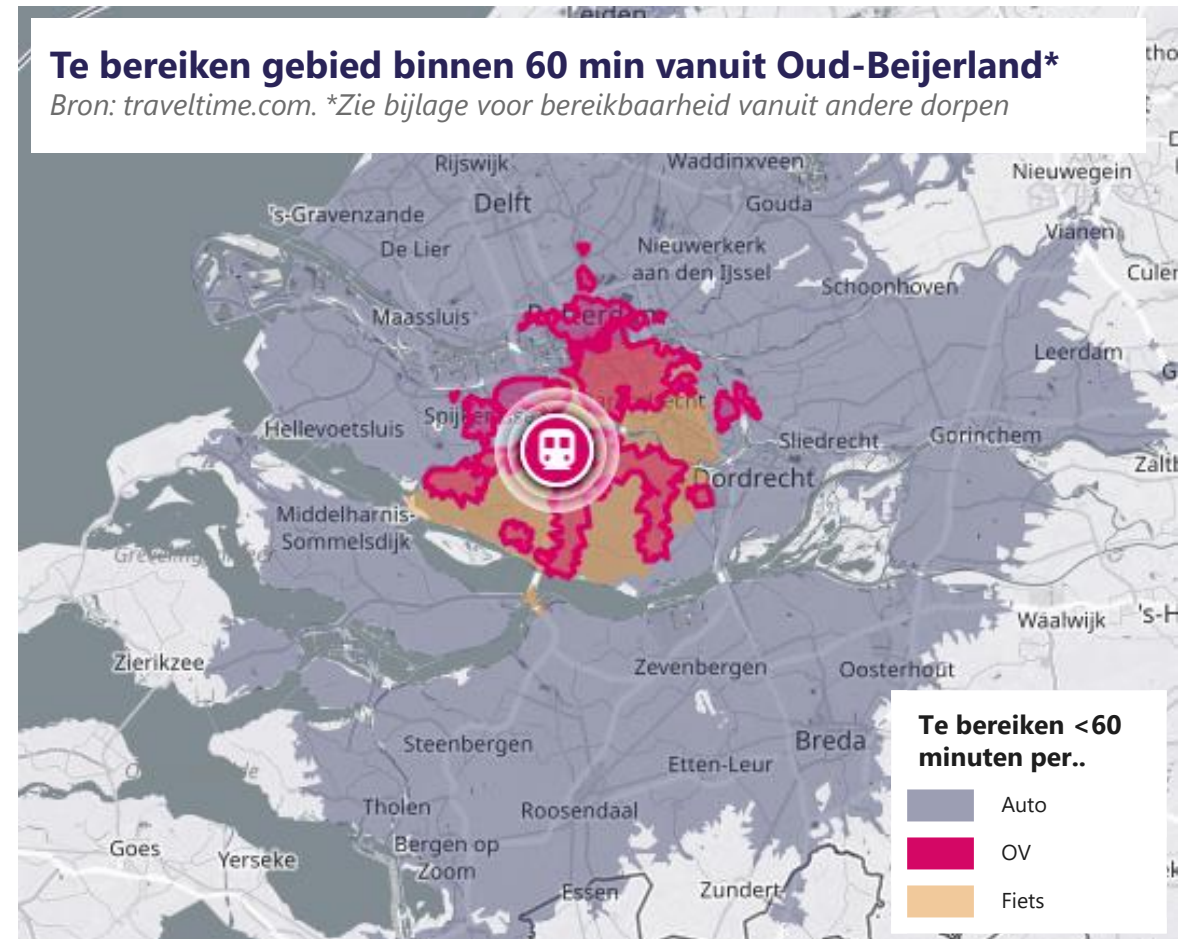 Leiden
Te bereiken gebied binnen 60 min vanuit Oud-Beijerland*
Bron: traveltime.com. *Zie bijlage voor bereikbaarheid vanuit andere dorpen
Rijswijk
Waddinxveen
Nieuwegein
Delft
Gouda
's-Gravenzande
Vianen
De Lier
Nieuwerkerk
aan den IJssel
Schoonhoven
Maassluis
Leerdam
Hellevoetsluis
Sliedrecht
Gorinchem
Dordrecht
Middelharnis-
Sommelsdijk
Waalwijk
Zierikzee
Zevenbergen
Oosterhout
Steenbergen
Breda
Etten-Leur
Tholen
Roosendaal
Goes
Yerseke
Bergen op
Zoom
Essen
Zundert
Te bereiken <60
minuten per..
Auto
OV
Fiets